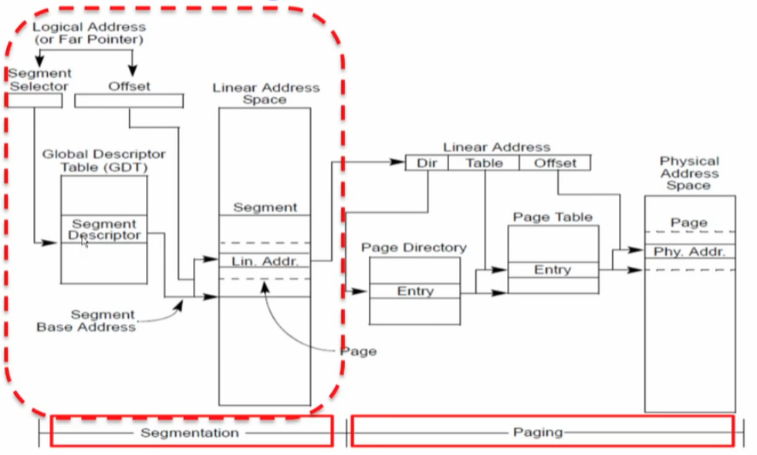 Logical Address
(or Far Pointer)
Segment
Selector
Offset
Linear Address
Space
Global Descriptor
Table (GDT)
Segment
Descriptor
Segment
Lin. Addr.
Segment
Base Address
Page
Linear Address
Dir
Table
Offset
Physical
Address
Space
Page Directory
Entry
Page Table
Entry
Page
Phy. Addr.
Segmentation
Paging